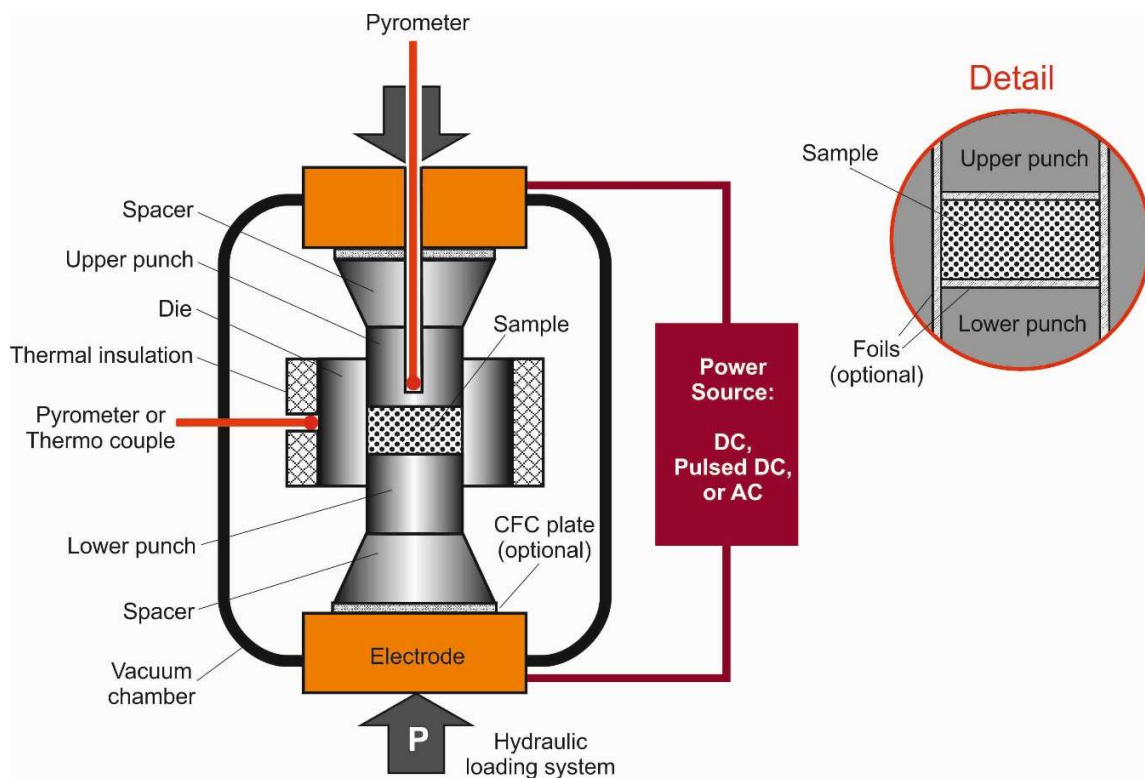 Pyrometer
Detail
Sample
Upper punch
Lower punch
Foils
(optional)
Spacer
Upper punch
Die
Thermal insulation
Pyrometer or
Thermo couple
Sample
Power
Source:
DC,
Pulsed DC,
or AC
CFC plate
(optional)
Lower punch
Spacer
Vacuum
chamber
Electrode
P
Hydraulic
loading system